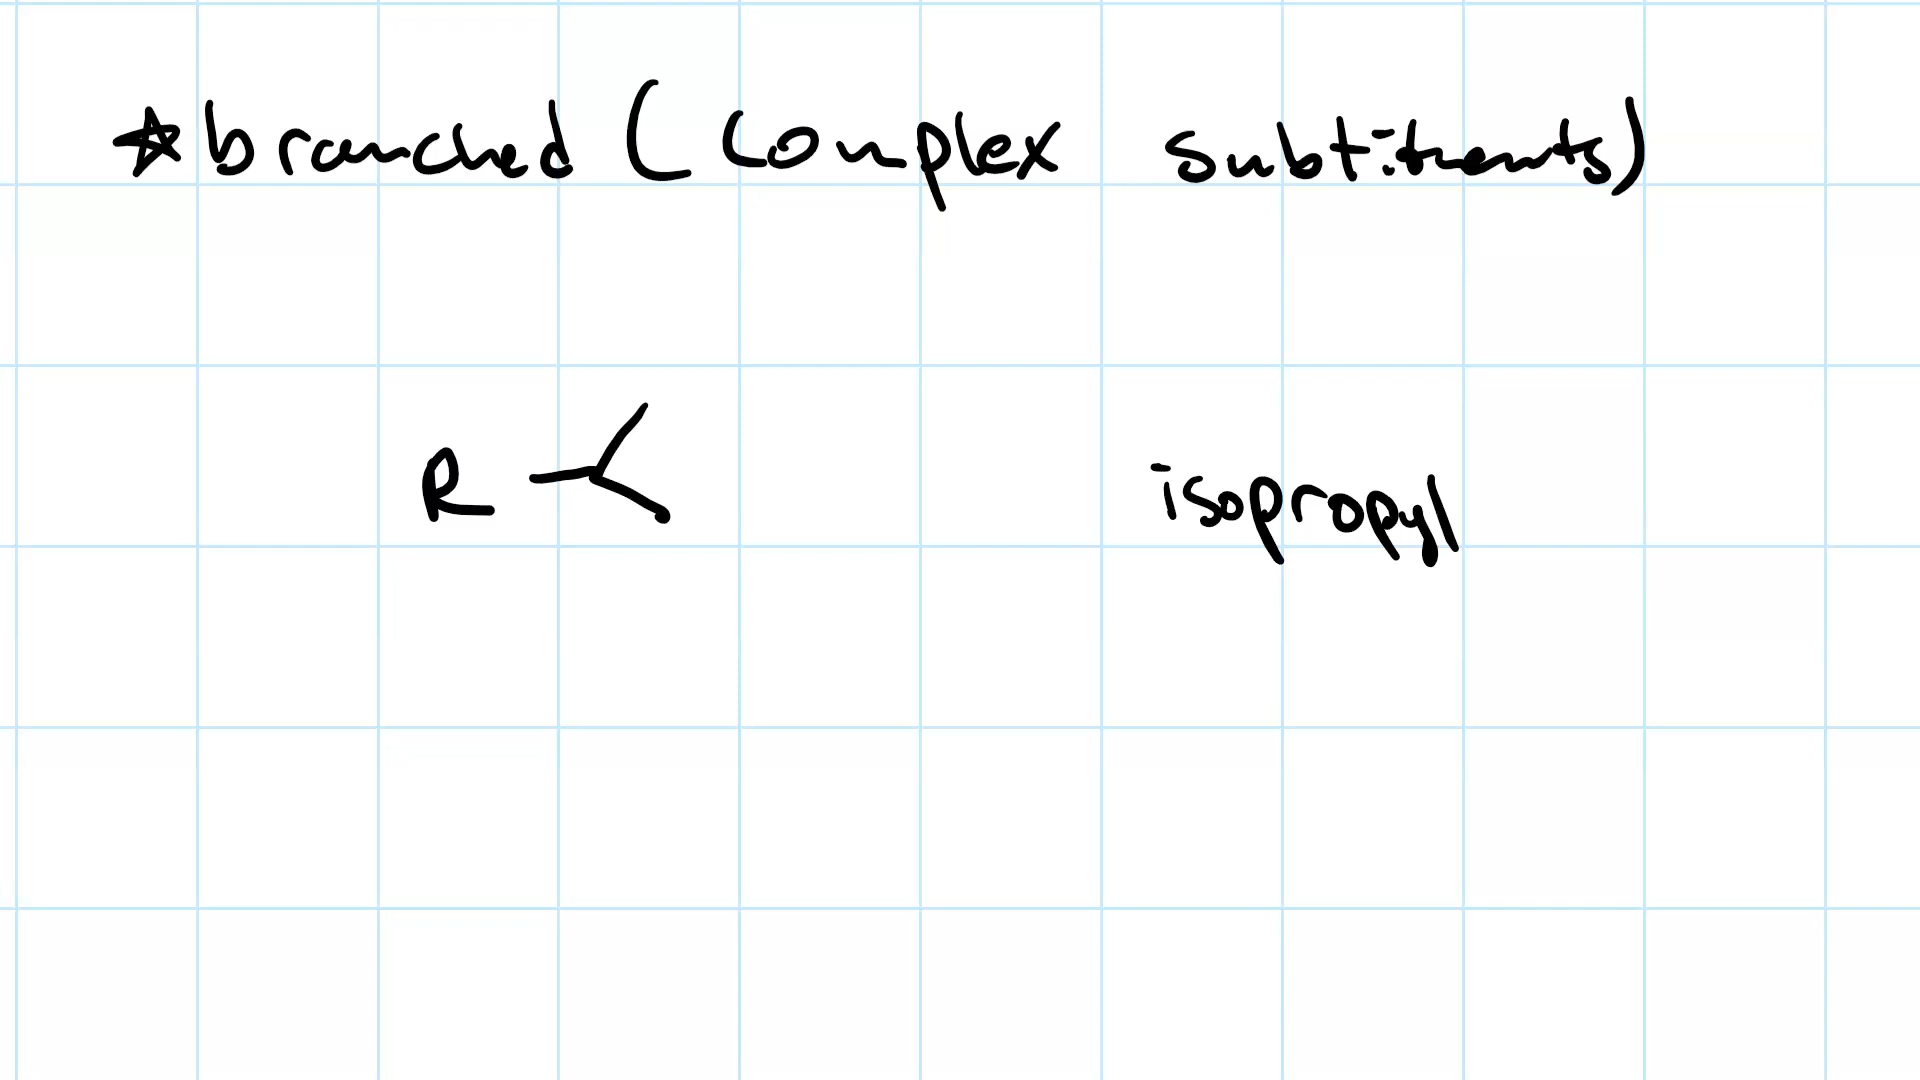 ☆branched (complex subtituents)
R
isopropyl